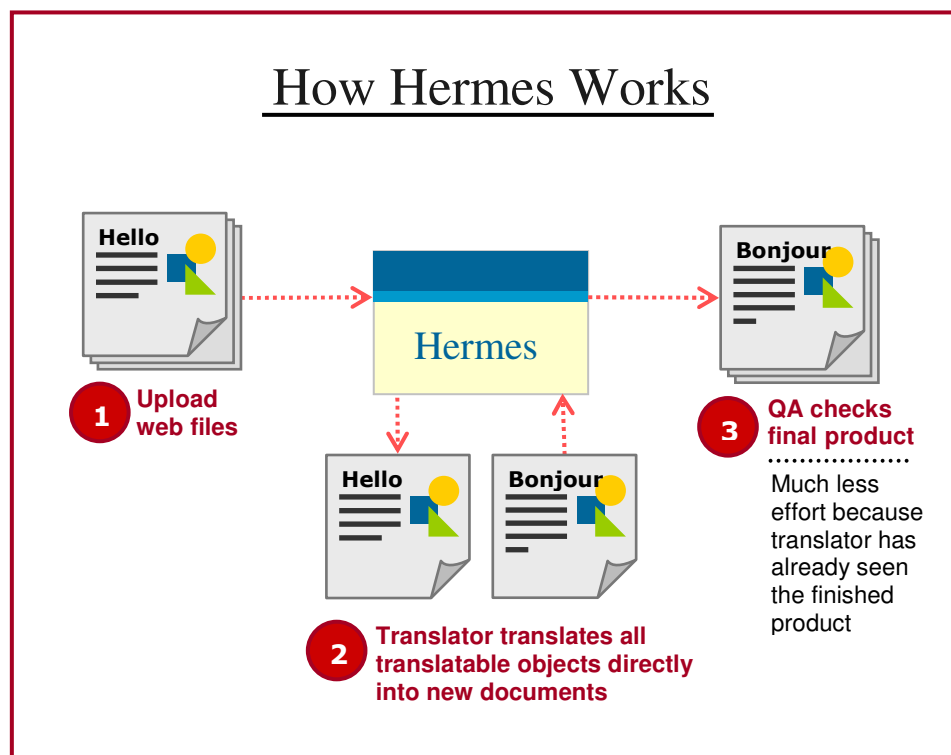 How Hermes Works
Hello
Bonjour
Hermes
1
Upload
web files
3
QA checks
final product
Much less
effort because
translator has
already seen
the finished
product
Hello
Bonjour
2
Translator translates all
translatable objects directly
into new documents